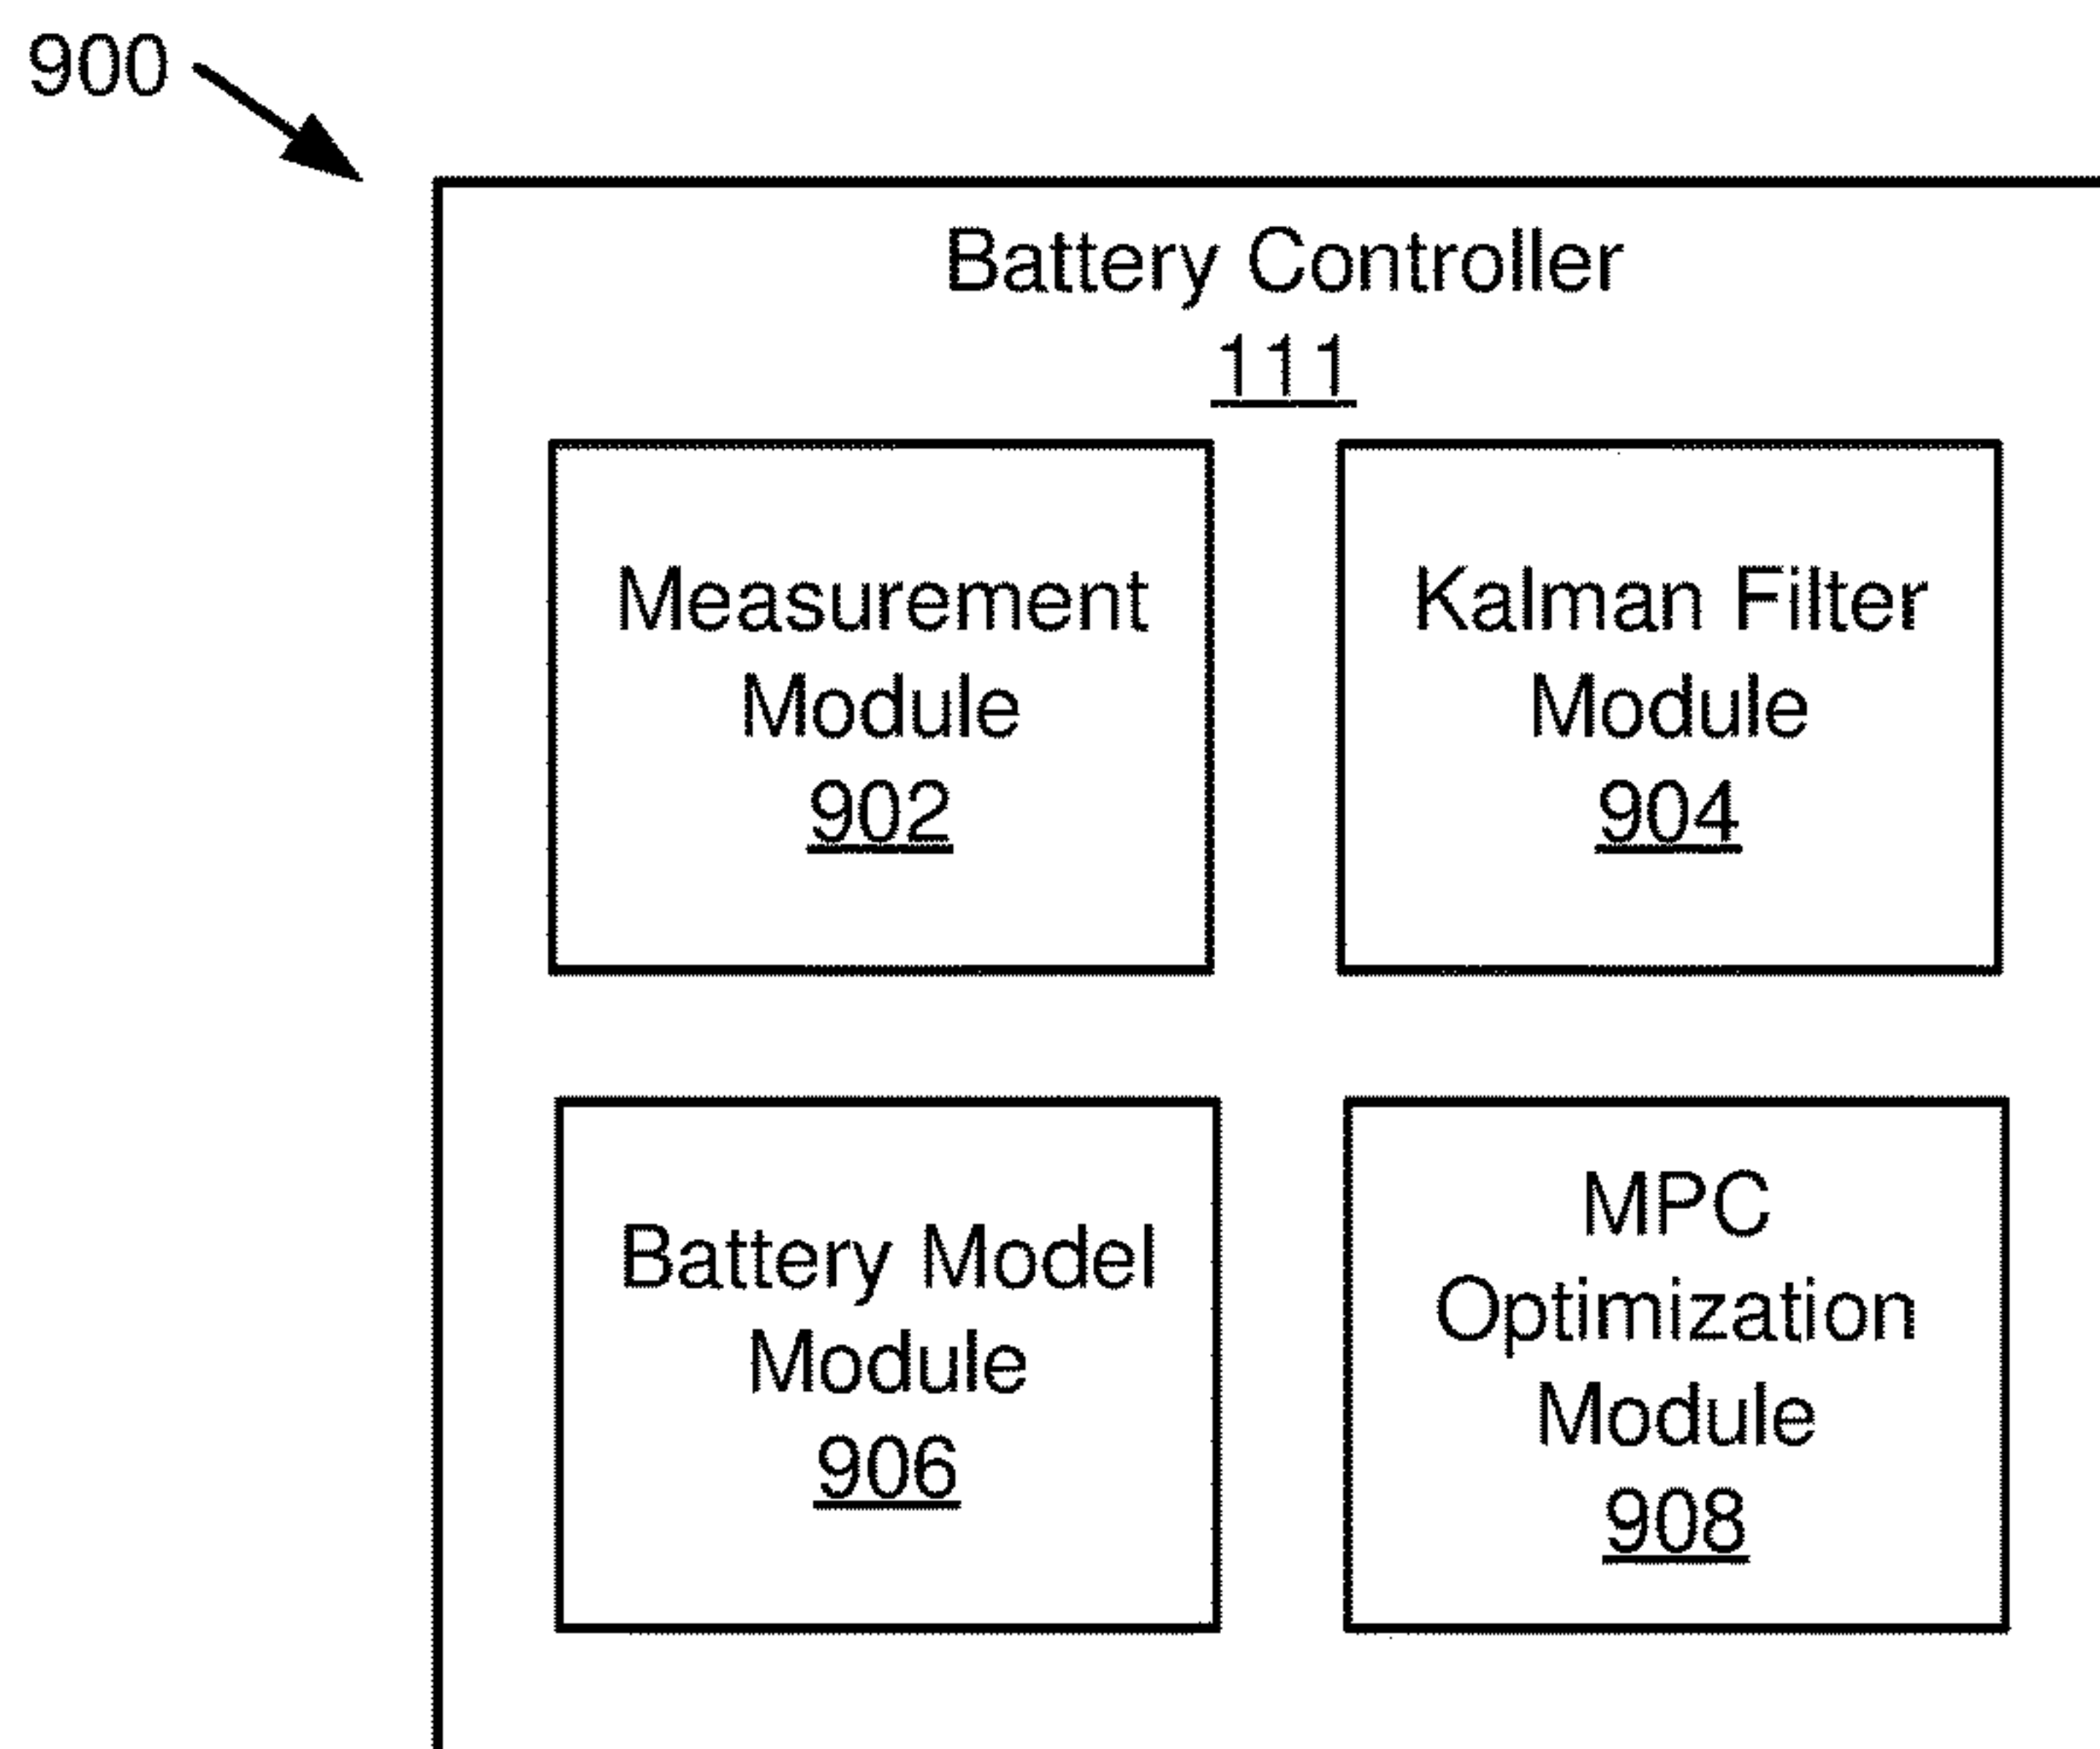 900
Battery Controller
111
Measurement
Module
902
Kalman Filter
Module
904
Battery Model
Module
906
MPC
Optimization
Module
908